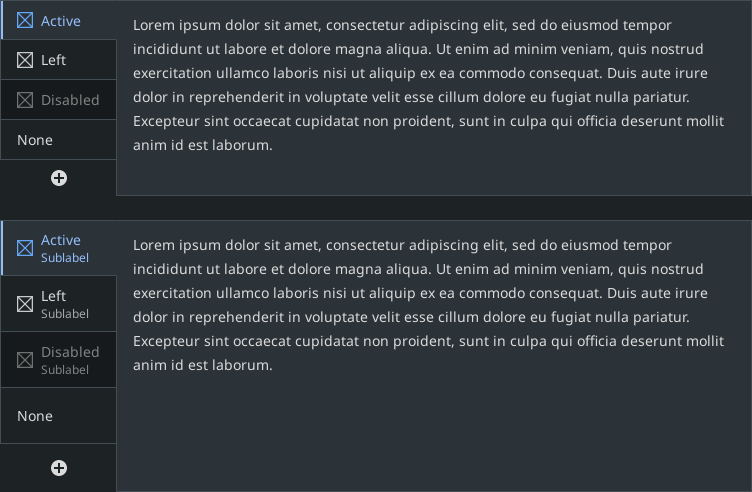 Active
Left
Disabled
None
Lorem ipsum dolor sit amet, consectetur adipiscing elit, sed do eiusmod tempor
incididunt ut labore et dolore magna aliqua. Ut enim ad minim veniam, quis nostrud
exercitation ullamco laboris nisi ut aliquip ex ea commodo consequat. Duis aute irure
dolor in reprehenderit in voluptate velit esse cillum dolore eu fugiat nulla pariatur.
Excepteur sint occaecat cupidatat non proident, sunt in culpa qui officia deserunt mollit
anim id est laborum.
Active
Sublabel
Left
Sublabel
Disabled
Sublabel
None
Lorem ipsum dolor sit amet, consectetur adipiscing elit, sed do eiusmod tempor
incididunt ut labore et dolore magna aliqua. Ut enim ad minim veniam, quis nostrud
exercitation ullamco laboris nisi ut aliquip ex ea commodo consequat. Duis aute irure
dolor in reprehenderit in voluptate velit esse cillum dolore eu fugiat nulla pariatur.
Excepteur sint occaecat cupidatat non proident, sunt in culpa qui officia deserunt mollit
anim id est laborum.